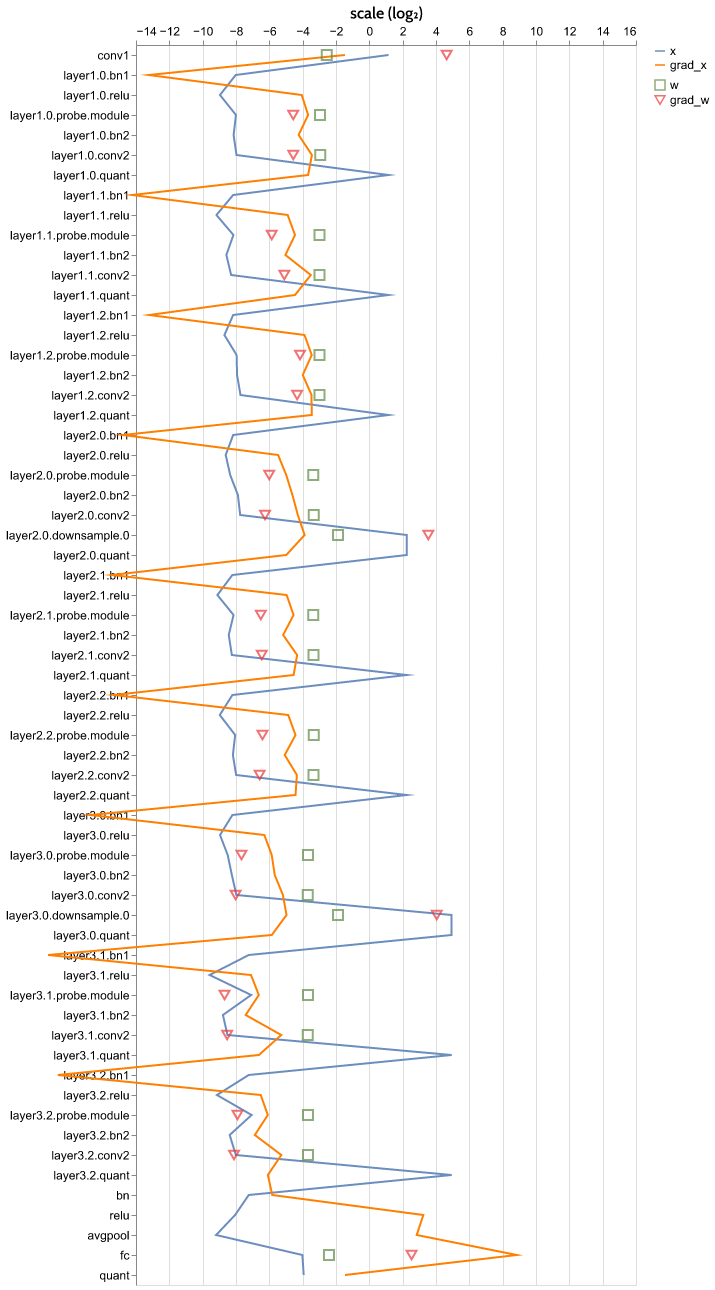 scale (log₂)
−14 −12 −10 −8 −6 −4 −2 0 2 4 6 8 10 12 14 16
x
grad_x
w
grad_w
conv1
layer1.0.bn1
layer1.0.relu
layer1.0.probe.module
layer1.0.bn2
layer1.0.conv2
layer1.0.quant
layer1.1.bn1
layer1.1.relu
layer1.1.probe.module
layer1.1.bn2
layer1.1.conv2
layer1.1.quant
layer1.2.bn1
layer1.2.relu
layer1.2.probe.module
layer1.2.bn2
layer1.2.conv2
layer1.2.quant
layer2.0.bn1
layer2.0.relu
layer2.0.probe.module
layer2.0.bn2
layer2.0.conv2
layer2.0.downsample.0
layer2.0.quant
layer2.1.bn1
layer2.1.relu
layer2.1.probe.module
layer2.1.bn2
layer2.1.conv2
layer2.1.quant
layer2.2.bn1
layer2.2.relu
layer2.2.probe.module
layer2.2.bn2
layer2.2.conv2
layer2.2.quant
layer3.0.bn1
layer3.0.relu
layer3.0.probe.module
layer3.0.bn2
layer3.0.conv2
layer3.0.downsample.0
layer3.0.quant
layer3.1.bn1
layer3.1.relu
layer3.1.probe.module
layer3.1.bn2
layer3.1.conv2
layer3.1.quant
layer3.2.bn1
layer3.2.relu
layer3.2.probe.module
layer3.2.bn2
layer3.2.conv2
layer3.2.quant
bn
relu
avgpool
fc
quant